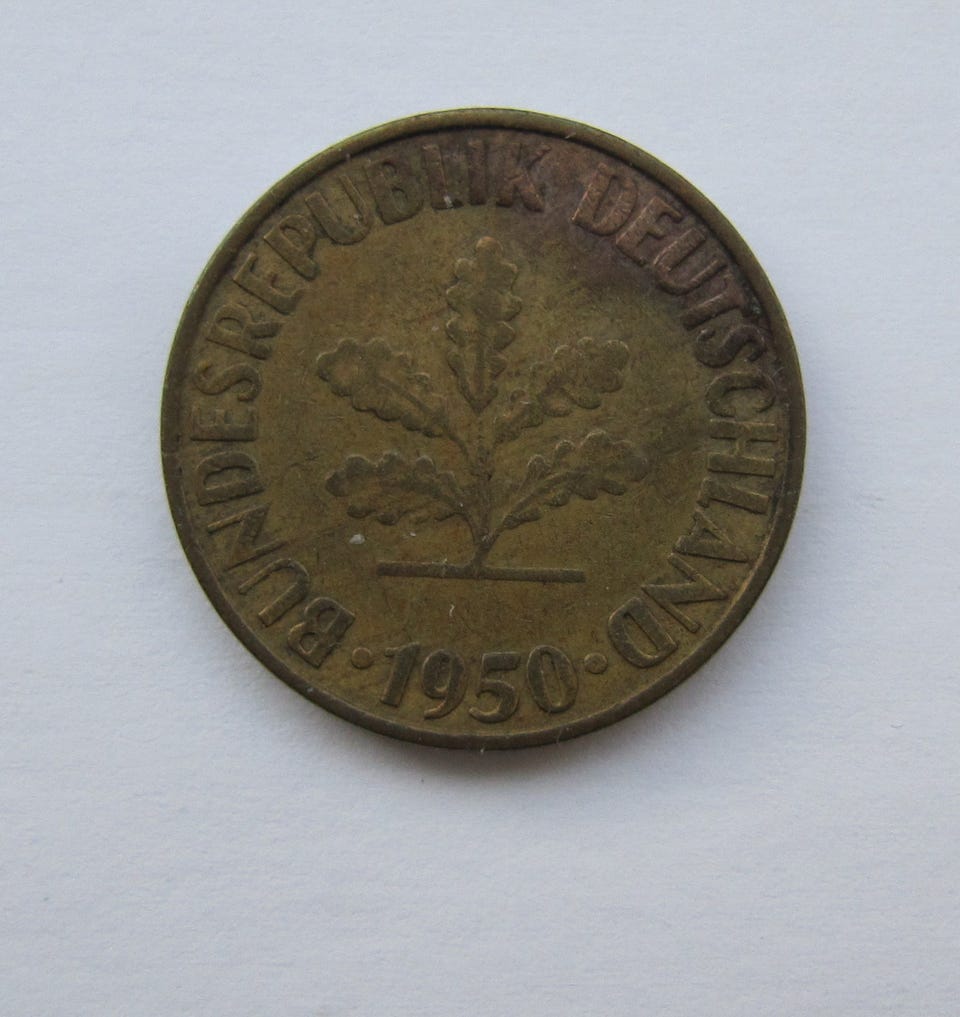 BUNDESREPUBLIK DEUTSCHLAND
· 1950 ·